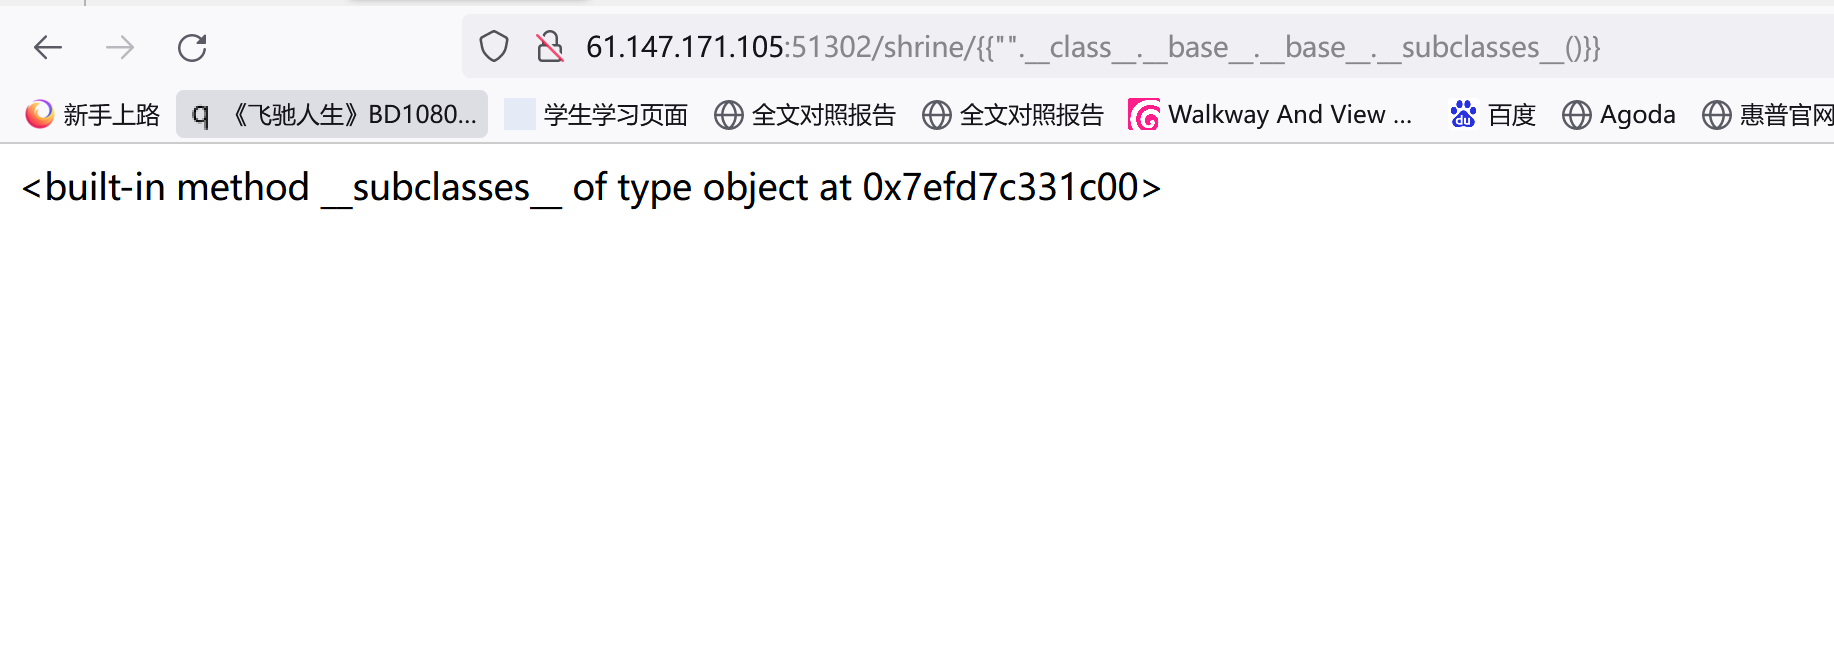 61.147.171.105:51302/shrine/{{"".__class__.__base__.__base__.__subclasses__()}}
新手上路 q 《飞驰人生》BD1080... 学生学习页面 全文对照报告 全文对照报告 Walkway And View ... du 百度 Agoda 惠普官网
<built-in method __subclasses__ of type object at 0x7efd7c331c00>